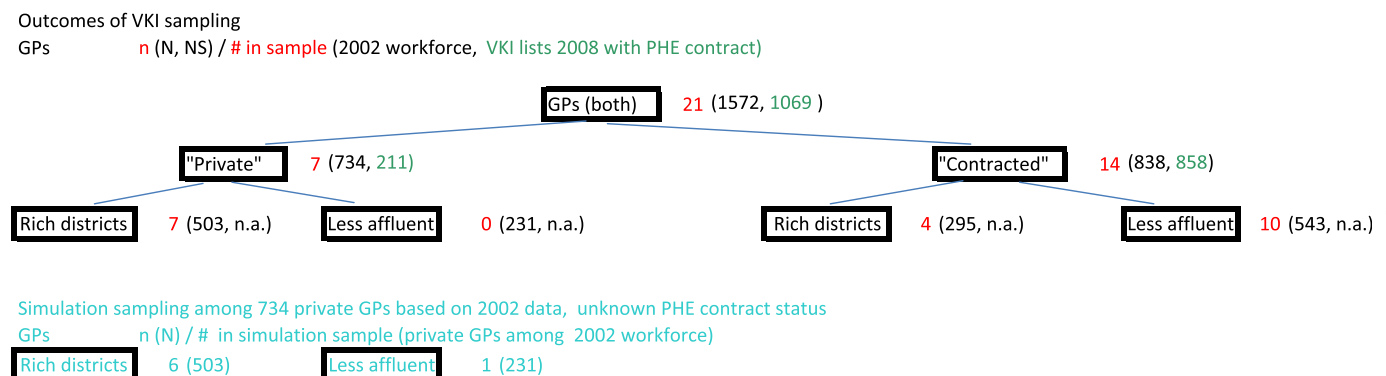 Outcomes of VKI sampling
GPs n (N, NS) / # in sample (2002 workforce, VKI lists 2008 with PHE contract)
GPs (both) 21 (1572, 1069 )
"Private" 7 (734, 211) "Contracted" 14 (838, 858)
Rich districts 7 (503, n.a.) Less affluent 0 (231, n.a.) Rich districts 4 (295, n.a.) Less affluent 10 (543, n.a.)
Simulation sampling among 734 private GPs based on 2002 data, unknown PHE contract status
GPs n (N) / # in simulation sample (private GPs among 2002 workforce)
Rich districts 6 (503) Less affluent 1 (231)